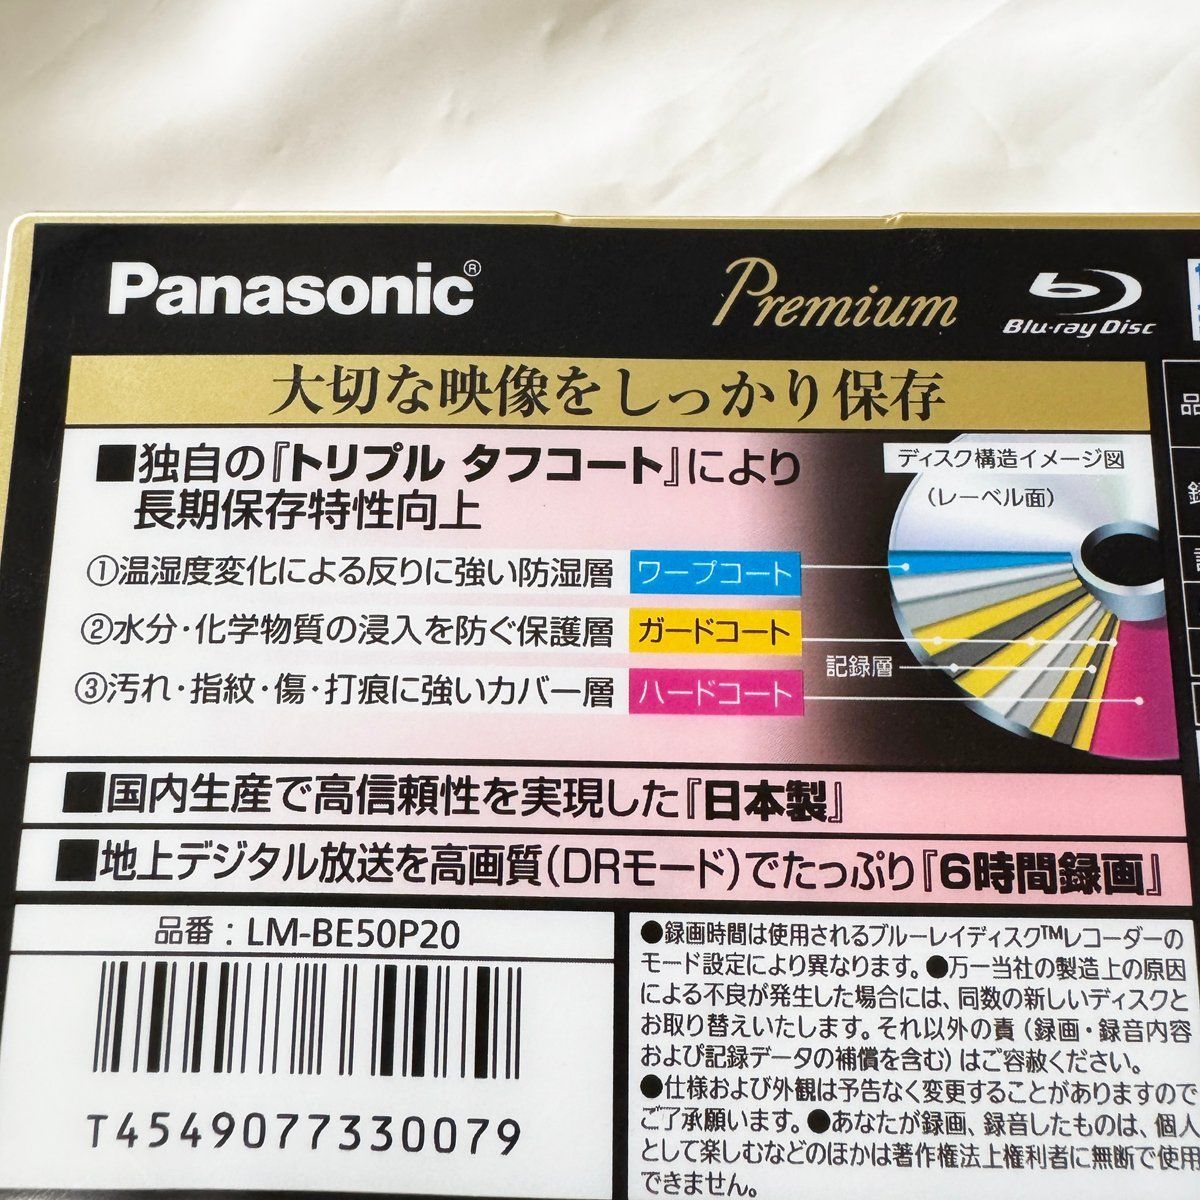 Panasonic®
Premium
Blu-ray Disc
大切な映像をしっかり保存
■独自の『トリプル タフコート』により
長期保存特性向上
ディスク構造イメージ図
(レーベル面)
①温湿度変化による反りに強い防湿層 ワープコート
②水分・化学物質の浸入を防ぐ保護層 ガードコート
記録層
③汚れ・指紋・傷・打痕に強いカバー層 ハードコート
■国内生産で高信頼性を実現した『日本製』
■地上デジタル放送を高画質(DRモード)でたっぷり『6時間録画』
品番：LM-BE50P20
T4549077330079
●録画時間は使用されるブルーレイディスク™レコーダーの
モード設定により異なります。●万一当社の製造上の原因
による不良が発生した場合には、同数の新しいディスクと
お取り替えいたします。それ以外の責（録画・録音内容
および記録データの補償を含む)はご容赦ください。
●仕様および外観は予告なく変更することがありますので
ご了承願います。●あなたが録画、録音したものは、個人
として楽しむなどのほかは著作権法上権利者に無断で使用
できません。
品